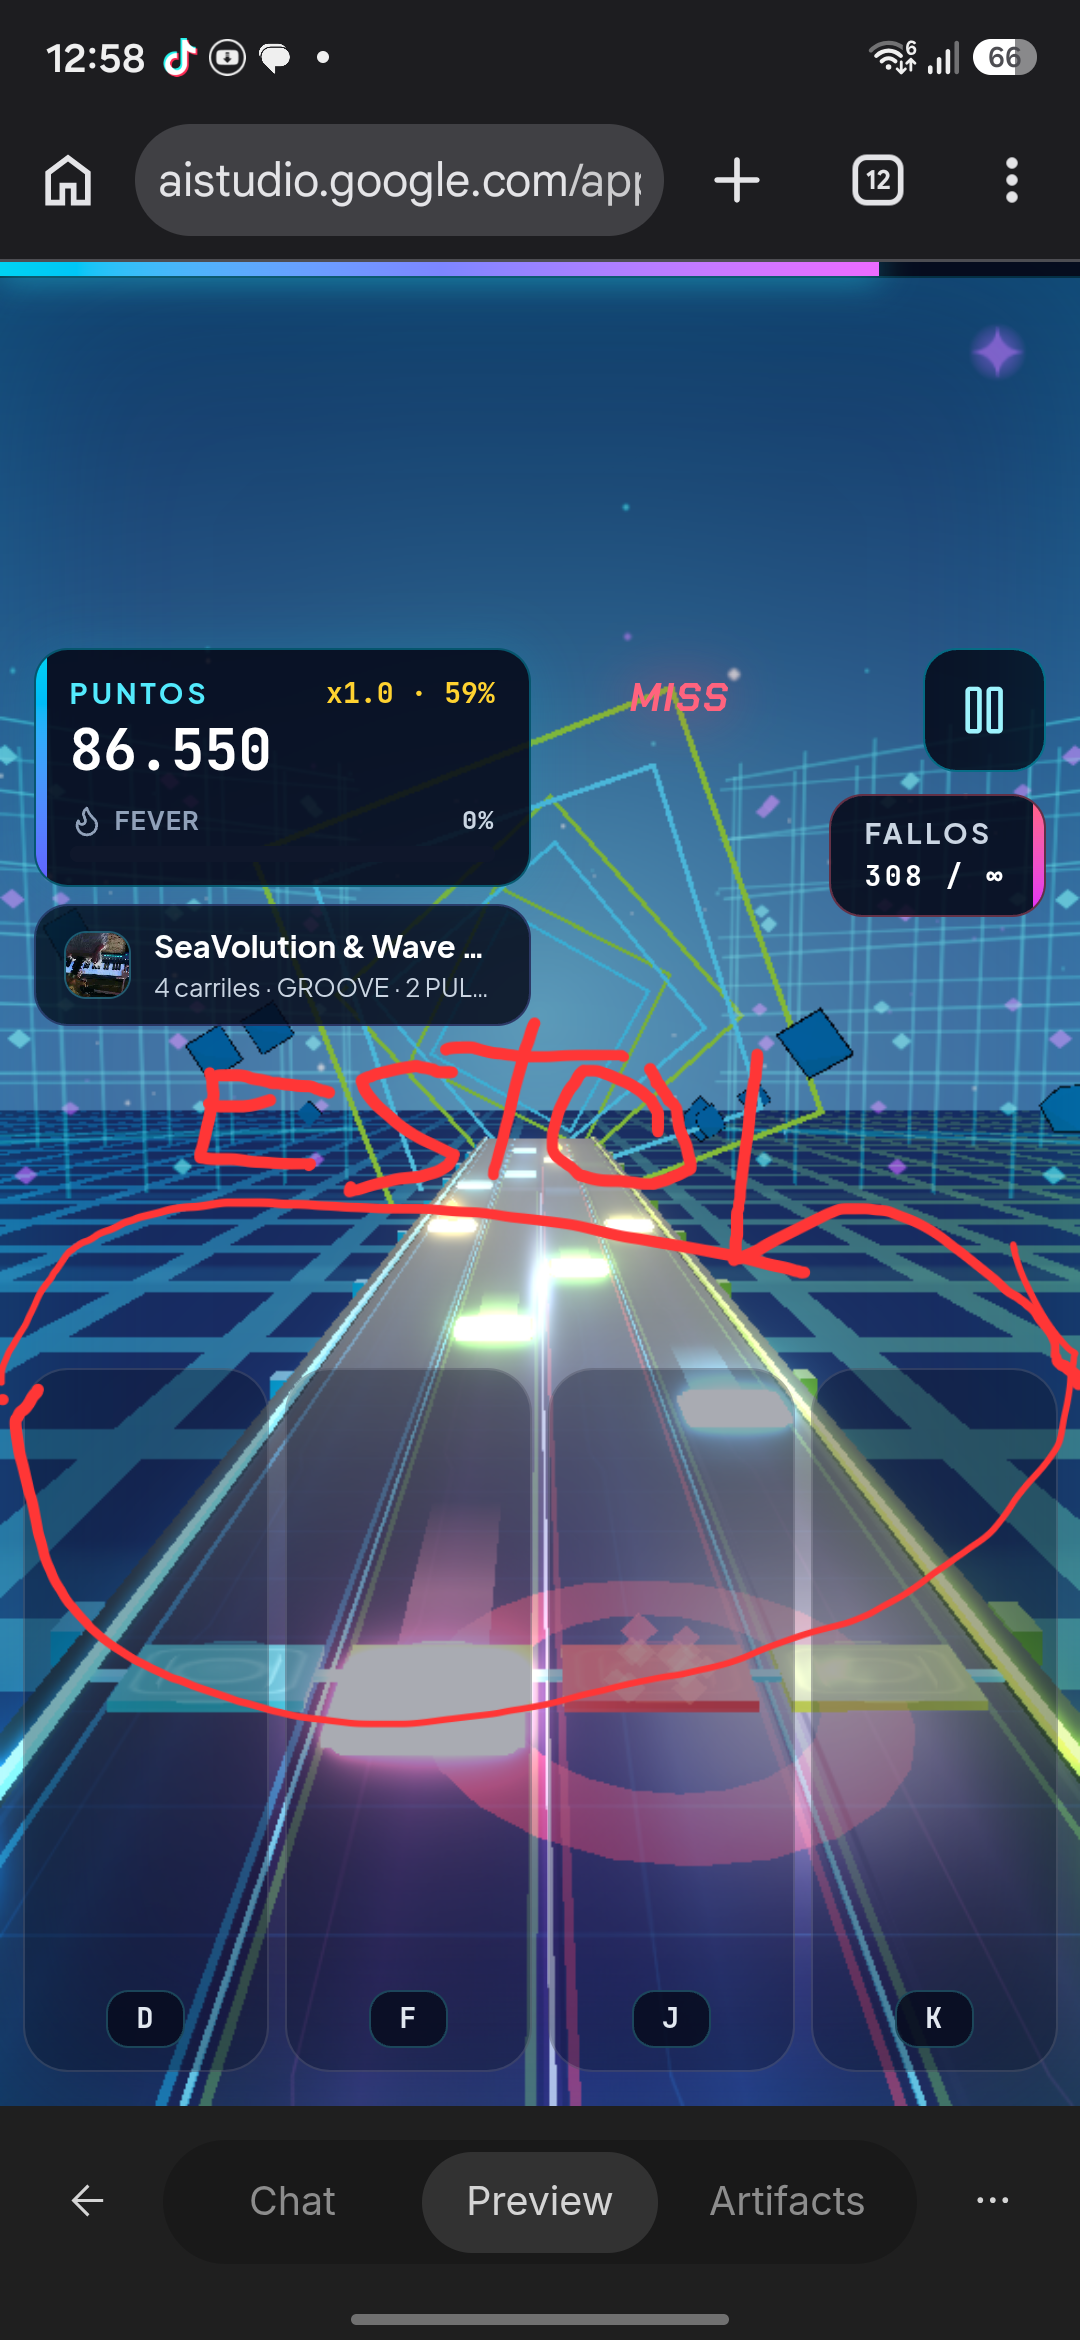 12:58
6
66
aistudio.google.com/app
12
PUNTOS x1.0 · 59%
86.550
FEVER 0%
MISS
FALLOS
308 / ∞
SeaVolution & Wave ...
4 carriles · GROOVE · 2 PUL...
ESTO
D F J K
Chat Preview Artifacts